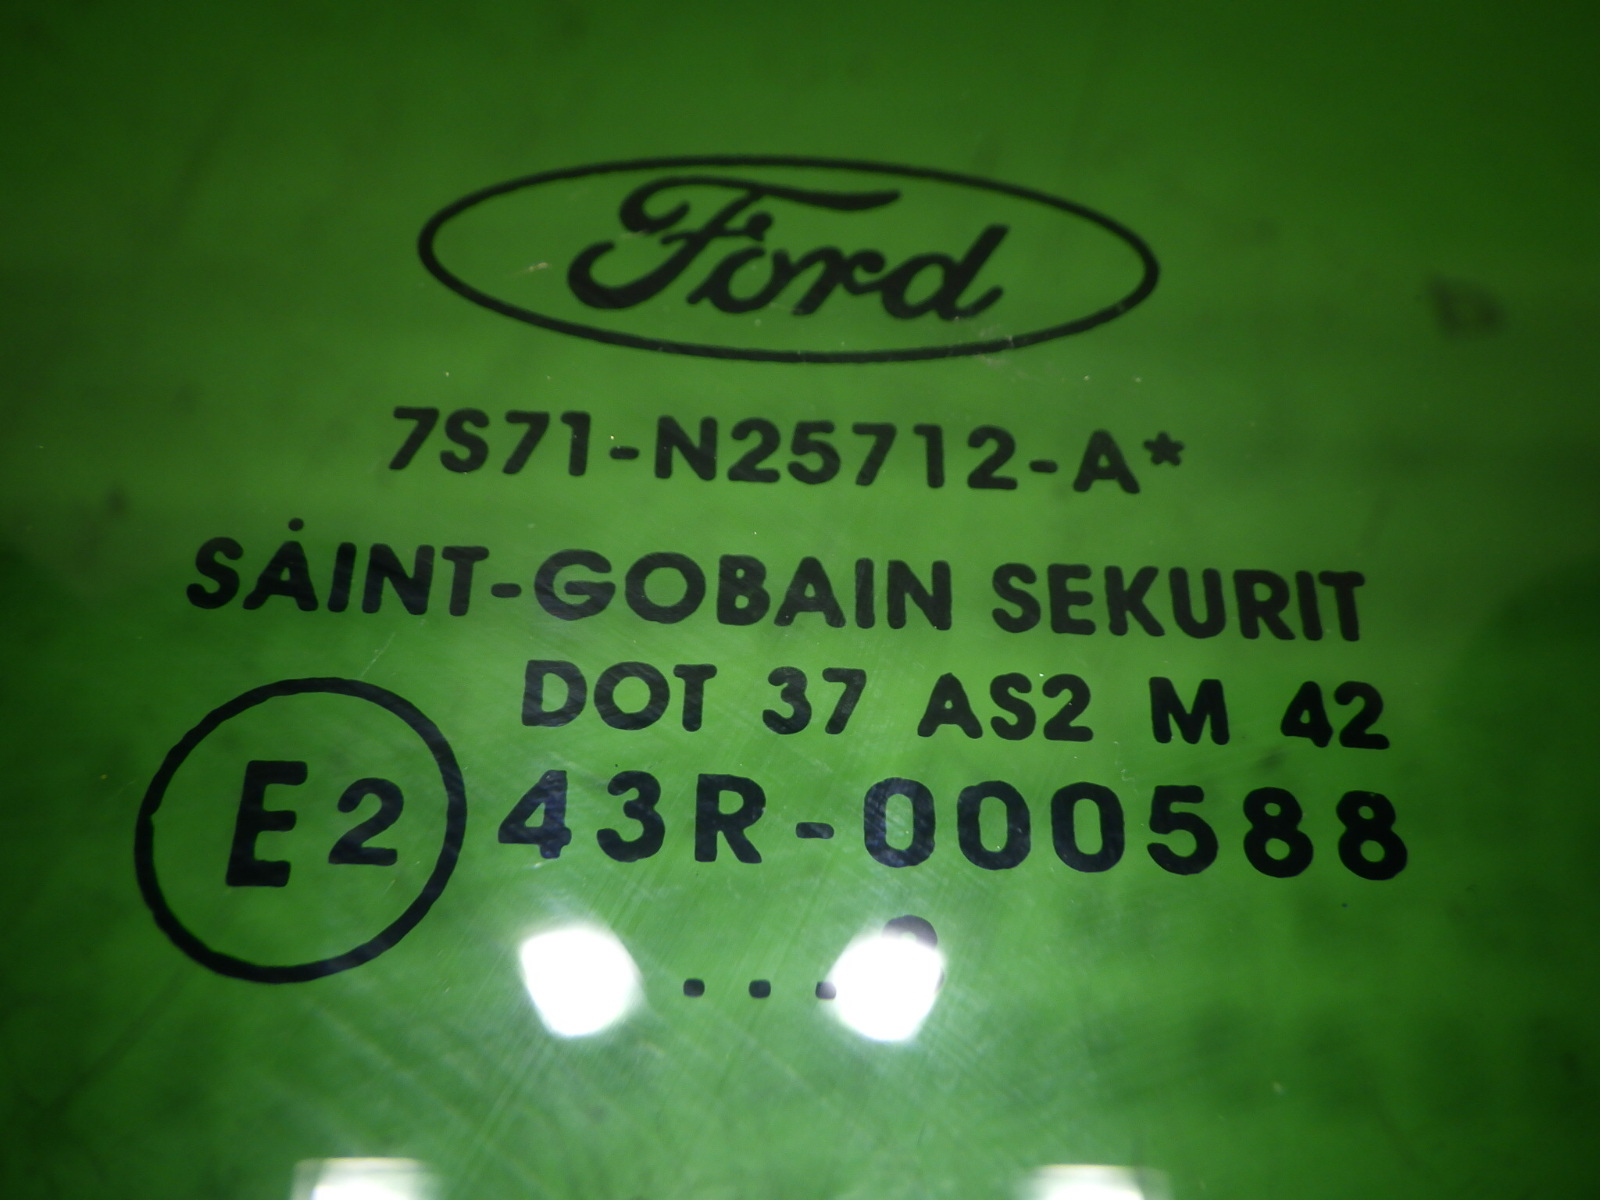 Ford
7S71-N25712-A*
SAINT-GOBAIN SEKURIT
DOT 37 AS2 M 42
E2 43R-000588